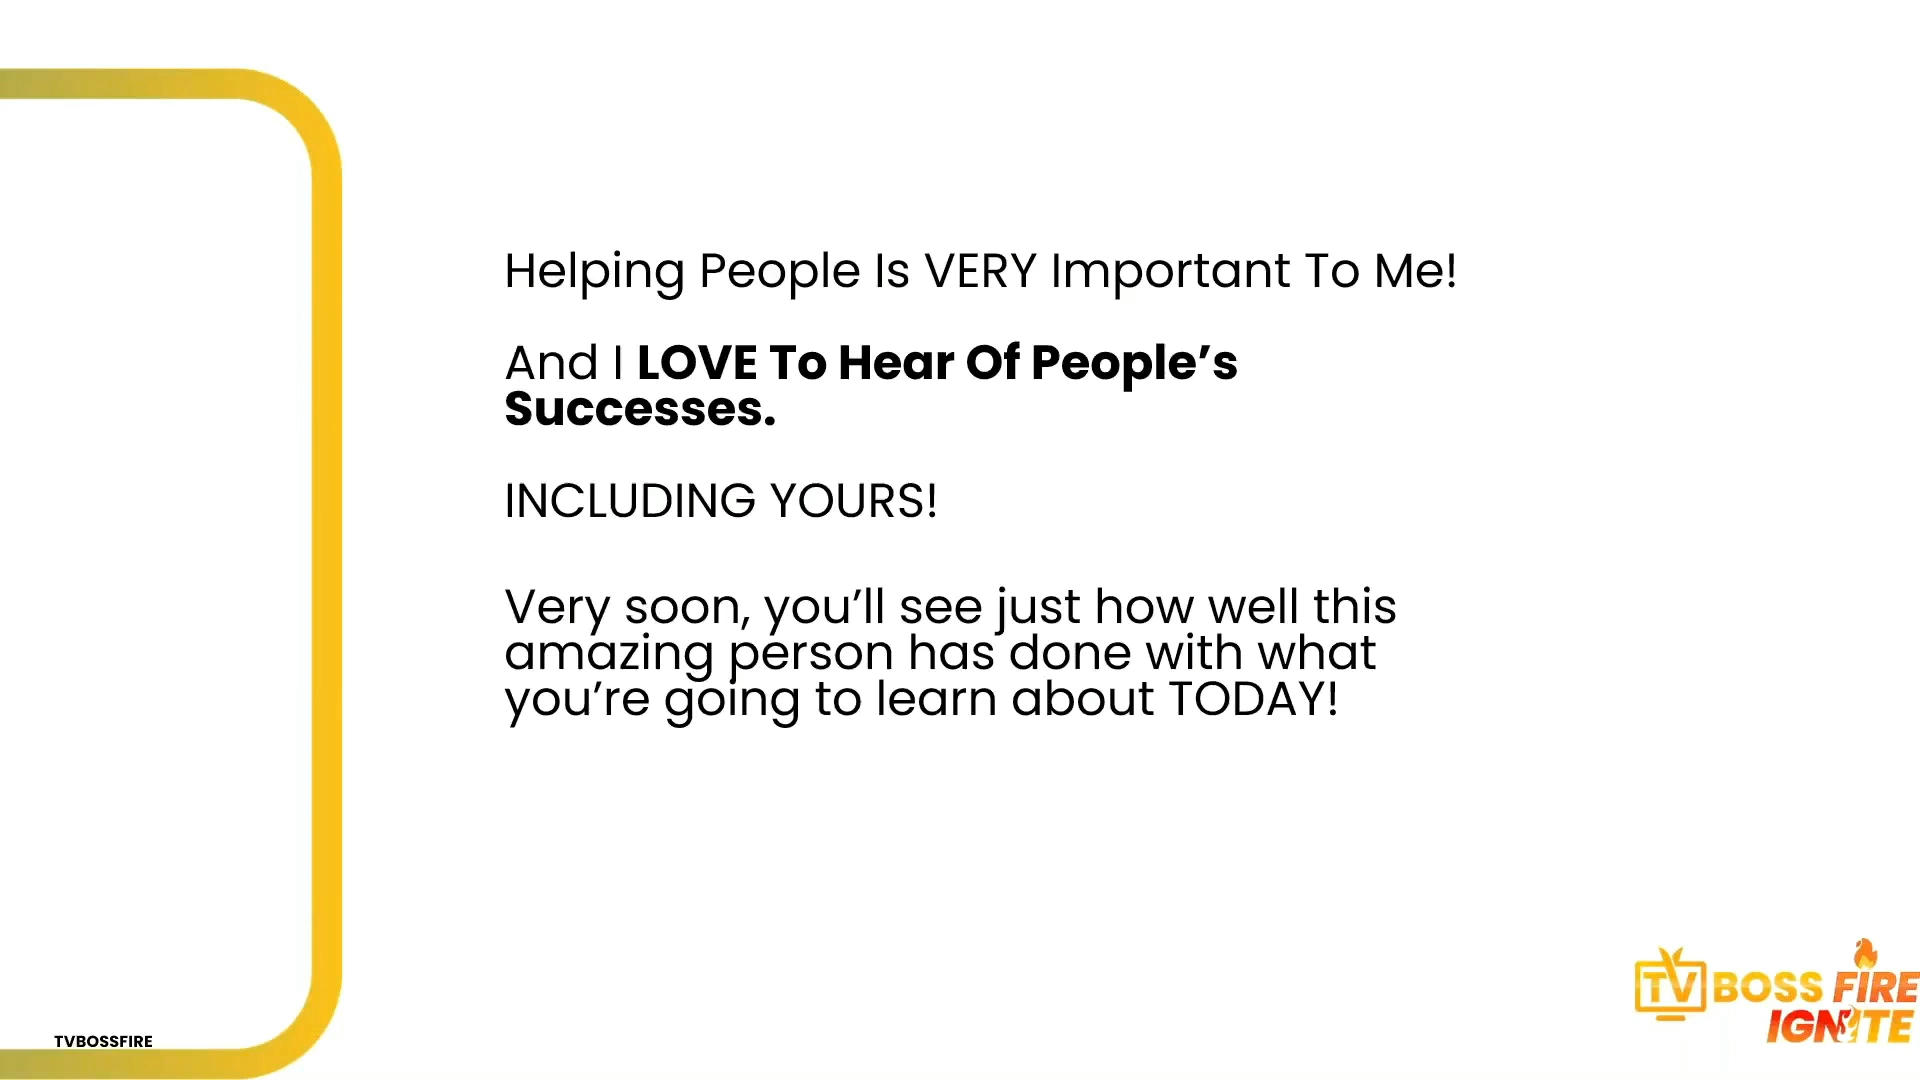 Helping People Is VERY Important To Me!
And I LOVE To Hear Of People’s
Successes.
INCLUDING YOURS!
Very soon, you’ll see just how well this
amazing person has done with what
you’re going to learn about TODAY!
TVBOSSFIRE
TV BOSS FIRE
IGNITE